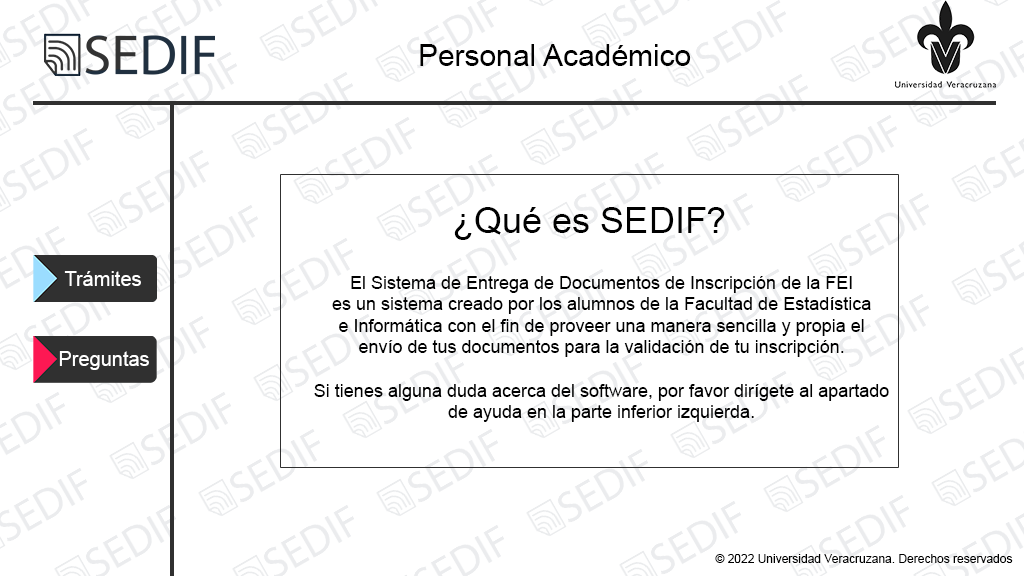 SEDIF
Personal Académico
Universidad Veracruzana
¿Qué es SEDIF?
El Sistema de Entrega de Documentos de Inscripción de la FEI
es un sistema creado por los alumnos de la Facultad de Estadística
e Informática con el fin de proveer una manera sencilla y propia el
envío de tus documentos para la validación de tu inscripción.
Si tienes alguna duda acerca del software, por favor dirígete al apartado
de ayuda en la parte inferior izquierda.
Trámites
Preguntas
© 2022 Universidad Veracruzana. Derechos reservados